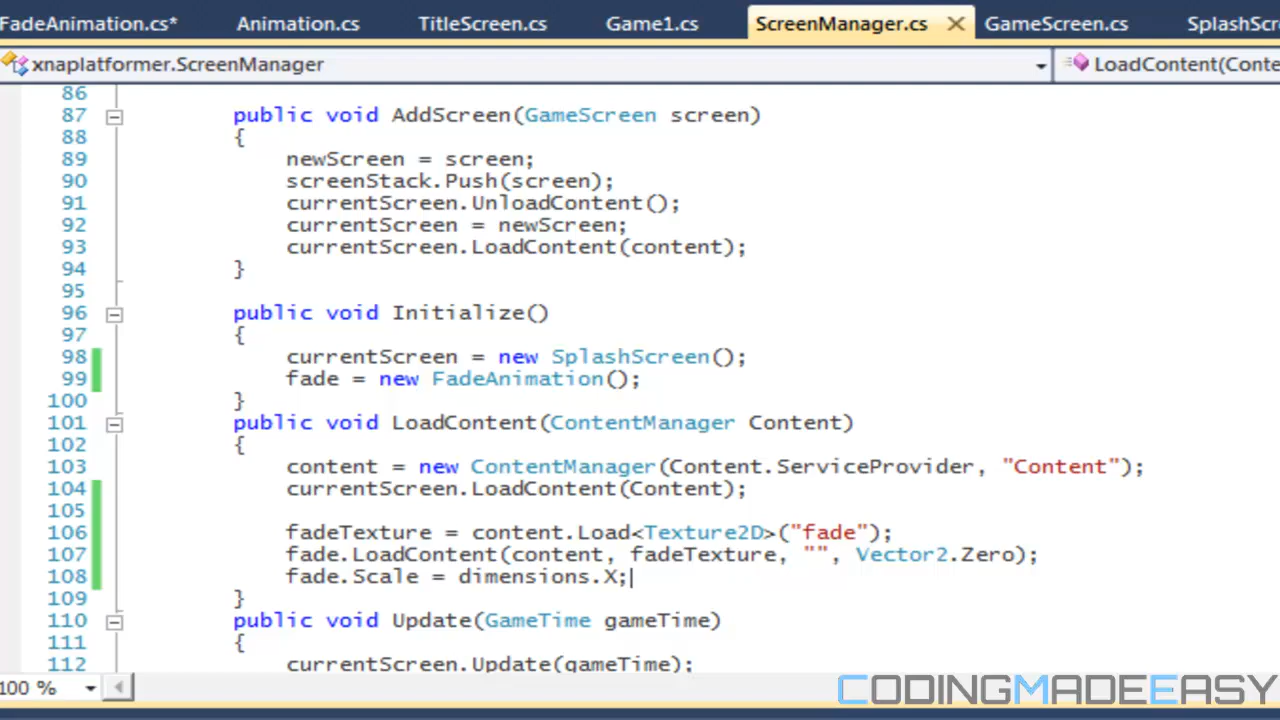 FadeAnimation.cs* Animation.cs TitleScreen.cs Game1.cs ScreenManager.cs GameScreen.cs SplashScre
xnaplatformer.ScreenManager LoadContent(Conte
86
87 public void AddScreen(GameScreen screen)
88 {
89 newScreen = screen;
90 screenStack.Push(screen);
91 currentScreen.UnloadContent();
92 currentScreen = newScreen;
93 currentScreen.LoadContent(content);
94 }
95
96 public void Initialize()
97 {
98 currentScreen = new SplashScreen();
99 fade = new FadeAnimation();
100 }
101 public void LoadContent(ContentManager Content)
102 {
103 content = new ContentManager(Content.ServiceProvider, "Content");
104 currentScreen.LoadContent(Content);
105
106 fadeTexture = content.Load<Texture2D>("fade");
107 fade.LoadContent(content, fadeTexture, "", Vector2.Zero);
108 fade.Scale = dimensions.X;
109 }
110 public void Update(GameTime gameTime)
111 {
112 currentScreen.Update(gameTime);
100 %
CODINGMADEEASY